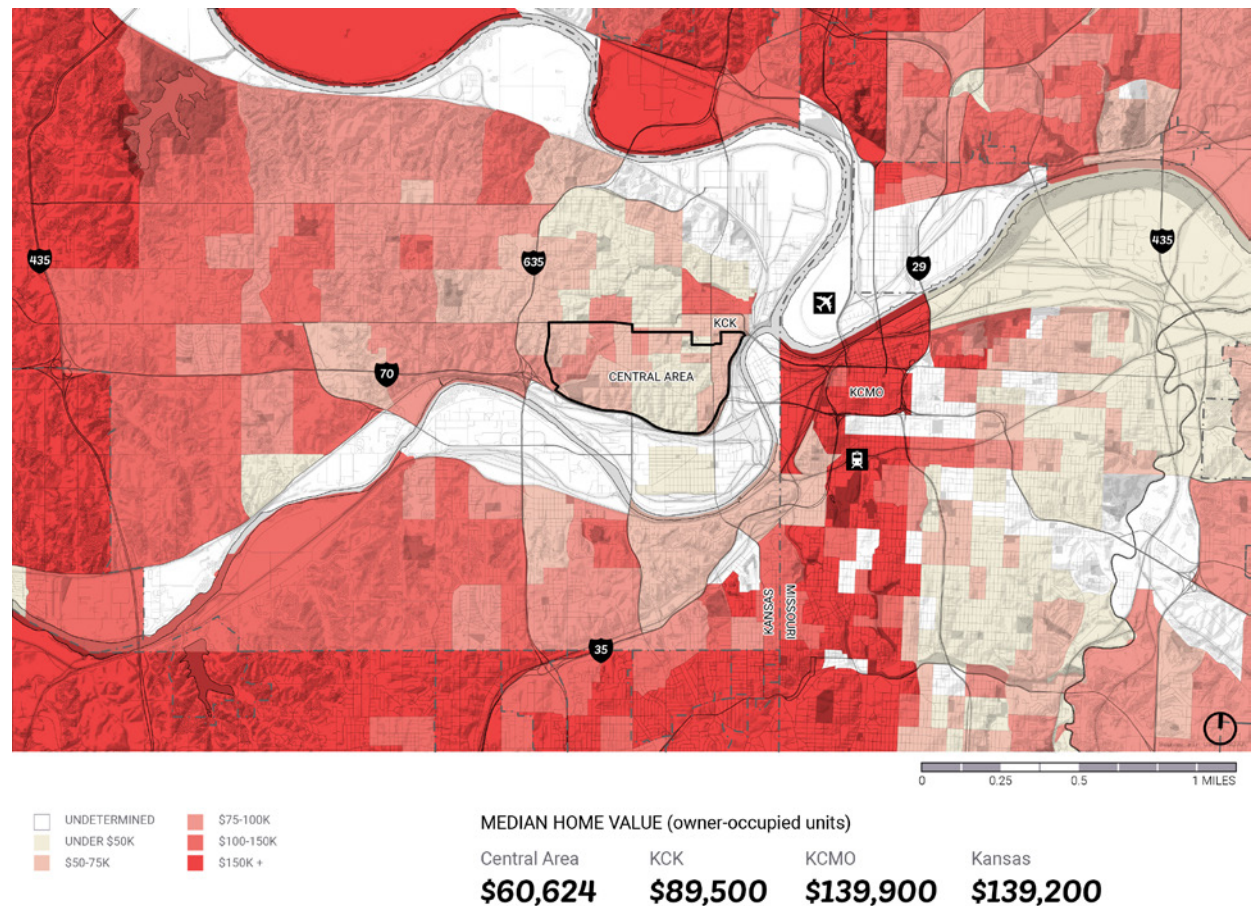 435
635
29
435
KCK
CENTRAL AREA
70
KCMO
KANSAS
MISSOURI
35
0 0.25 0.5 1 MILES
UNDETERMINED
UNDER $50K
$50-75K
$75-100K
$100-150K
$150K +
MEDIAN HOME VALUE (owner-occupied units)
Central Area KCK KCMO Kansas
$60,624 $89,500 $139,900 $139,200